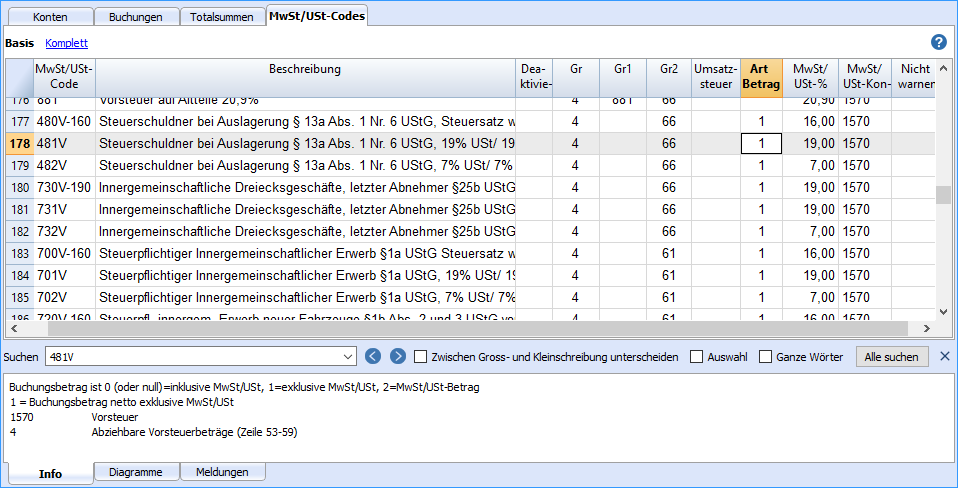 Konten Buchungen Totalsummen MwSt/USt-Codes
Basis Komplett ?
MwSt/USt-Code Beschreibung Dea-ktivie- Gr Gr1 Gr2 Umsatz-steuer Art Betrag MwSt/USt-% MwSt/USt-Kon- Nicht warnen
176 881 Vorsteuer auf Altteile 20,9% 4 881 66 20,90 1570
177 480V-160 Steuerschuldner bei Auslagerung § 13a Abs. 1 Nr. 6 UStG, Steuersatz w 4 66 1 16,00 1570
178 481V Steuerschuldner bei Auslagerung § 13a Abs. 1 Nr. 6 UStG, 19% USt/ 19 4 66 1 19,00 1570
179 482V Steuerschuldner bei Auslagerung § 13a Abs. 1 Nr. 6 UStG, 7% USt/ 7% 4 66 1 7,00 1570
180 730V-190 Innergemeinschaftliche Dreiecksgeschäfte, letzter Abnehmer §25b UStG 4 66 1 19,00 1570
181 731V Innergemeinschaftliche Dreiecksgeschäfte, letzter Abnehmer §25b UStG 4 66 1 19,00 1570
182 732V Innergemeinschaftliche Dreiecksgeschäfte, letzter Abnehmer §25b UStG 4 66 1 7,00 1570
183 700V-160 Steuerpflichtiger Innergemeinschaftlicher Erwerb §1a UStG Steuersatz w 4 61 1 16,00 1570
184 701V Steuerpflichtiger Innergemeinschaftlicher Erwerb §1a UStG, 19% USt/ 19 4 61 1 19,00 1570
185 702V Steuerpflichtiger Innergemeinschaftlicher Erwerb §1a UStG, 7% USt/ 7% 4 61 1 7,00 1570
186 720V-160 Steuerpfl. innergem. Erwerb neuer Fahrzeuge §1b Abs. 2 und 3 UStG vo 4 61 1 16,00 1570
Suchen 481V Zwischen Gross- und Kleinschreibung unterscheiden Auswahl Ganze Wörter Alle suchen
Buchungsbetrag ist 0 (oder null)=inklusive MwSt/USt, 1=exklusive MwSt/USt, 2=MwSt/USt-Betrag
1 = Buchungsbetrag netto exklusive MwSt/USt
1570 Vorsteuer
4 Abziehbare Vorsteuerbeträge (Zeile 53-59)
Info Diagramme Meldungen